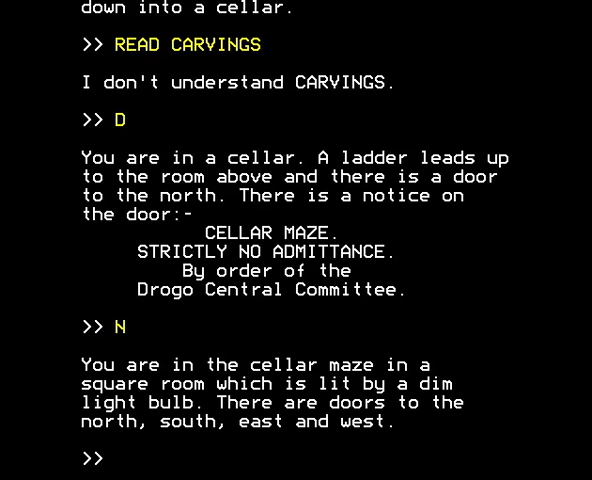 down into a cellar.
>> READ CARVINGS
I don't understand CARVINGS.
>> D
You are in a cellar. A ladder leads up
to the room above and there is a door
to the north. There is a notice on
the door:-
CELLAR MAZE.
STRICTLY NO ADMITTANCE.
By order of the
Drogo Central Committee.
>> N
You are in the cellar maze in a
square room which is lit by a dim
light bulb. There are doors to the
north, south, east and west.
>>